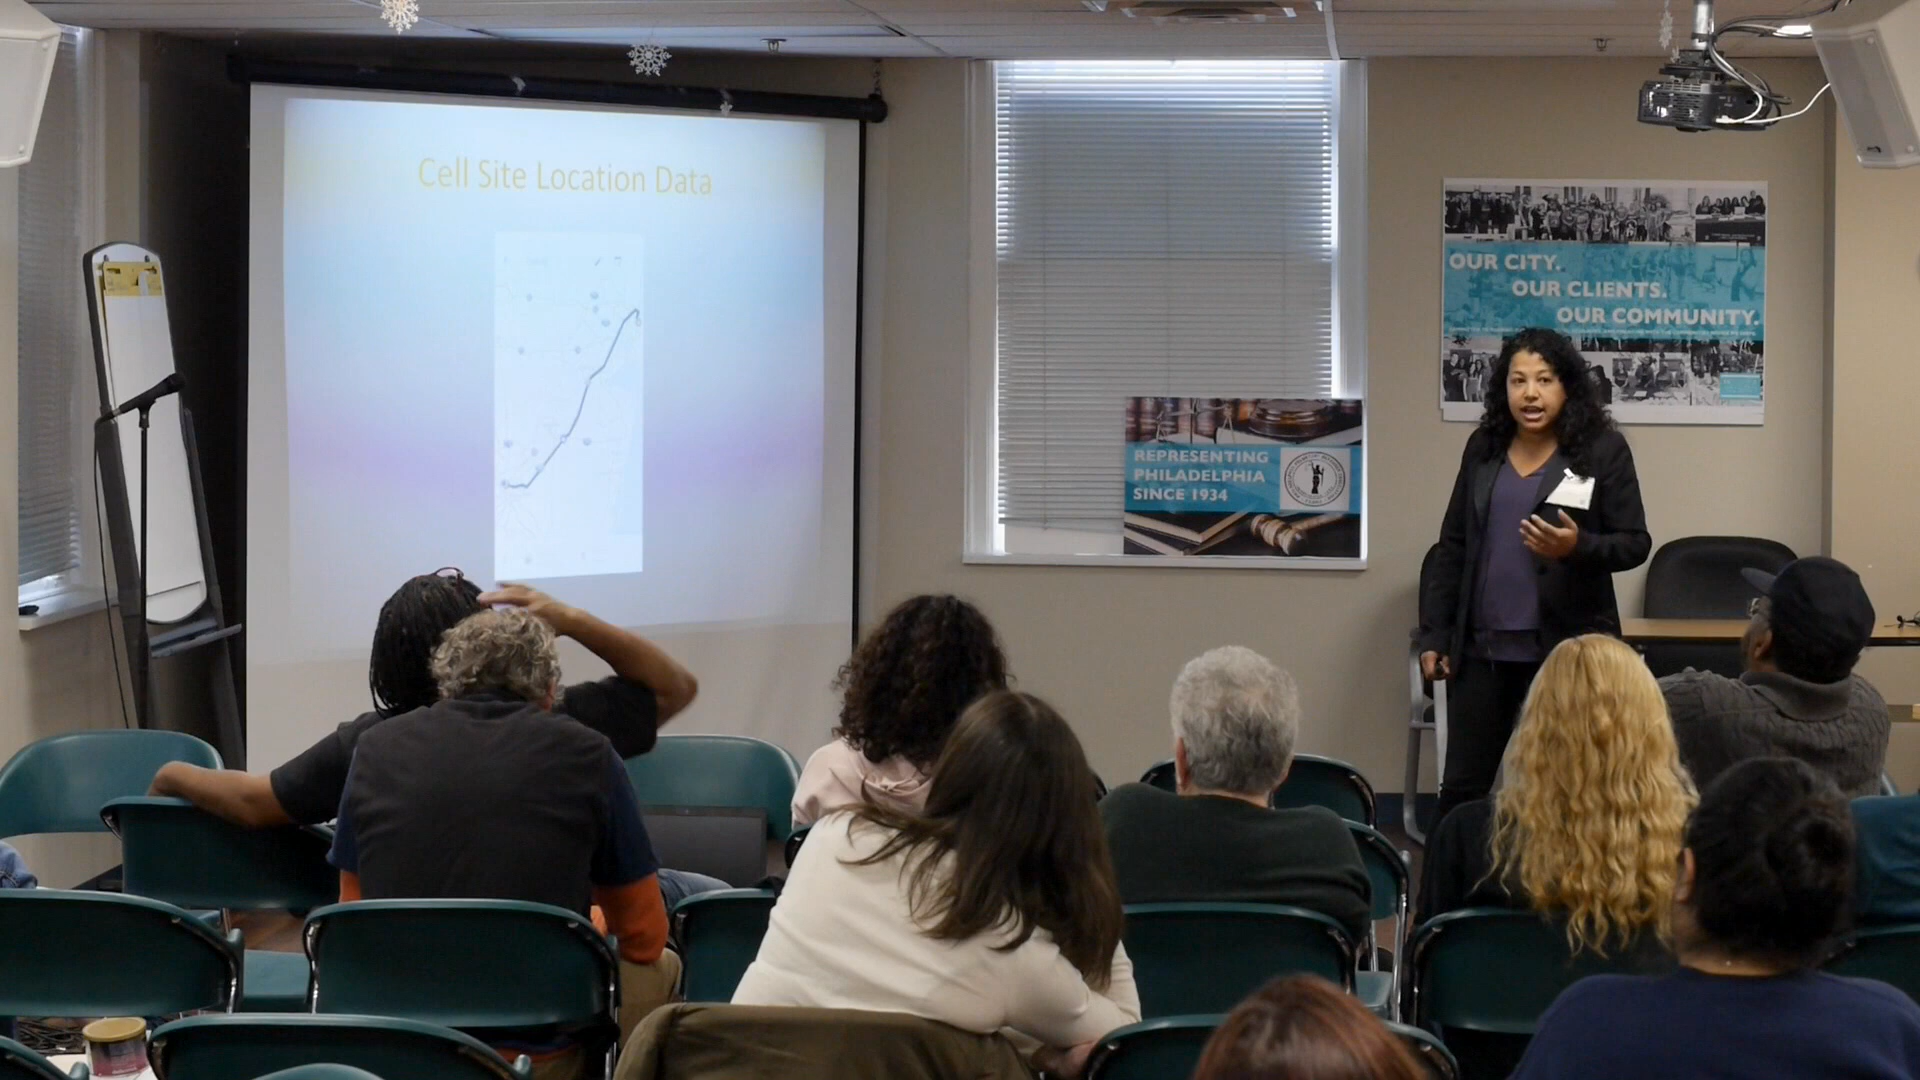 Cell Site Location Data
OUR CITY.
OUR CLIENTS.
OUR COMMUNITY.
REPRESENTING
PHILADELPHIA
SINCE 1934